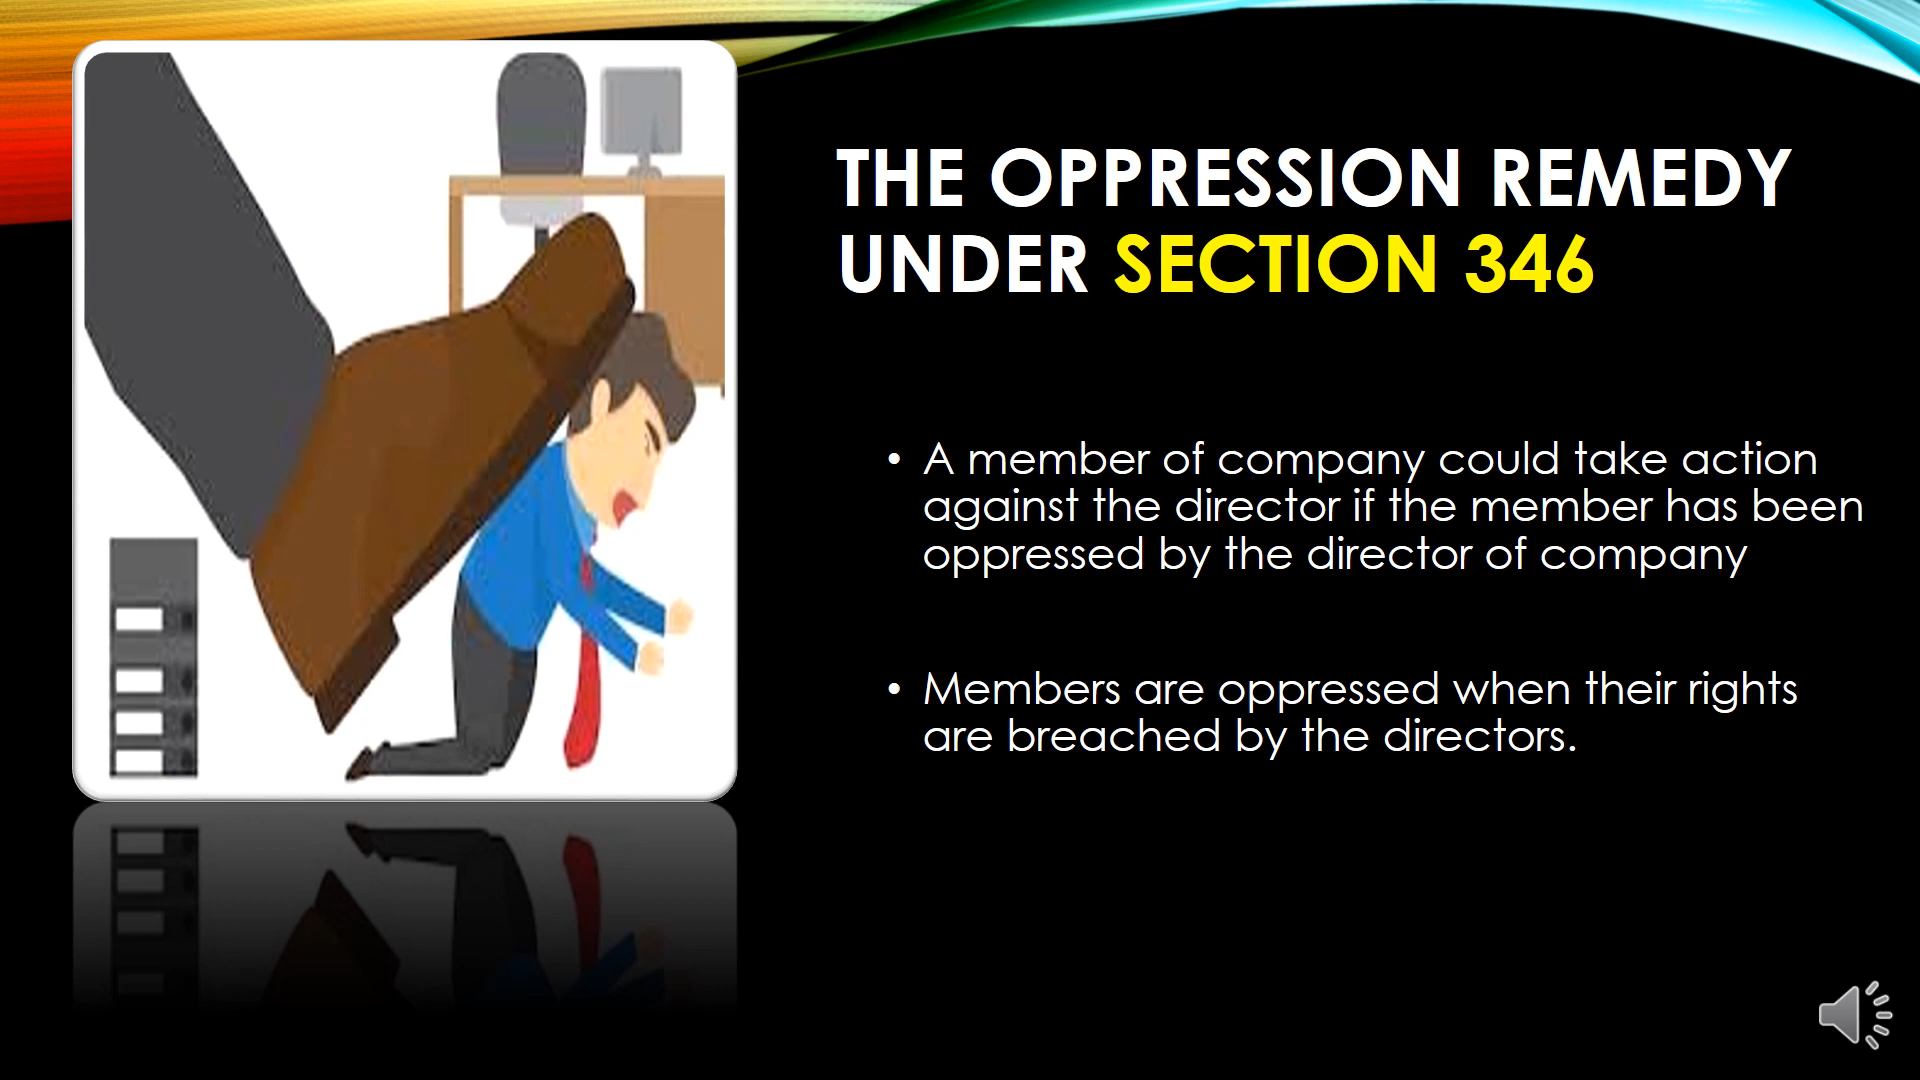 THE OPPRESSION REMEDY
UNDER SECTION 346
• A member of company could take action
against the director if the member has been
oppressed by the director of company
• Members are oppressed when their rights
are breached by the directors.